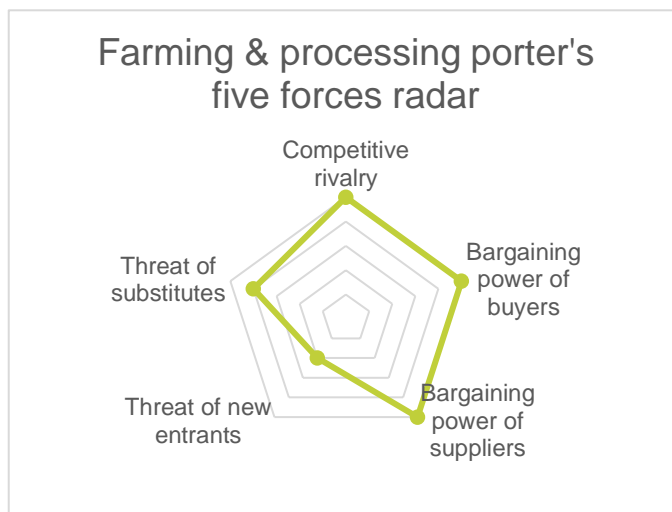 Farming & processing porter's
five forces radar
Competitive
rivalry
Bargaining
power of
buyers
Bargaining
power of
suppliers
Threat of new
entrants
Threat of
substitutes